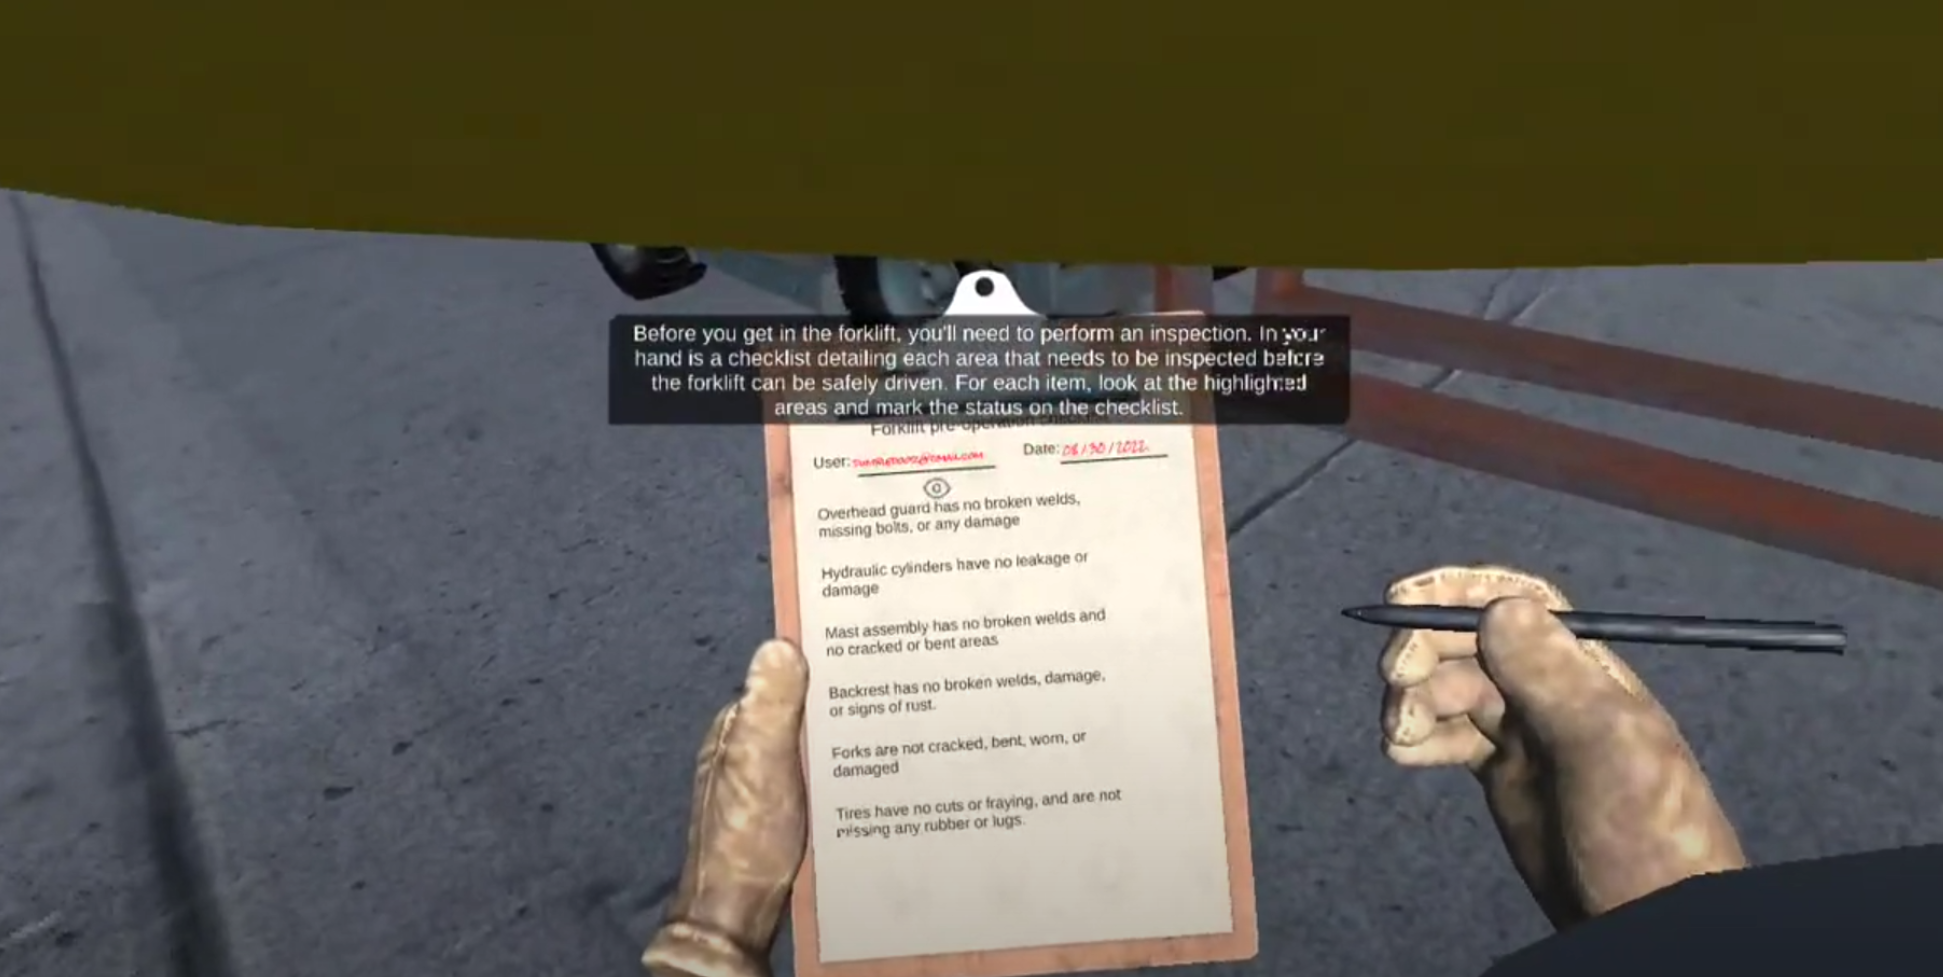 Before you get in the forklift, you'll need to perform an inspection. In your
hand is a checklist detailing each area that needs to be inspected before
the forklift can be safely driven. For each item, look at the highlighted
areas and mark the status on the checklist.
Forklift pre-operation
User:
Date: 08/30/2022
Overhead guard has no broken welds,
missing bolts, or any damage
Hydraulic cylinders have no leakage or
damage
Mast assembly has no broken welds and
no cracked or bent areas
Backrest has no broken welds, damage,
or signs of rust.
Forks are not cracked, bent, worn, or
damaged
Tires have no cuts or fraying, and are not
missing any rubber or lugs.